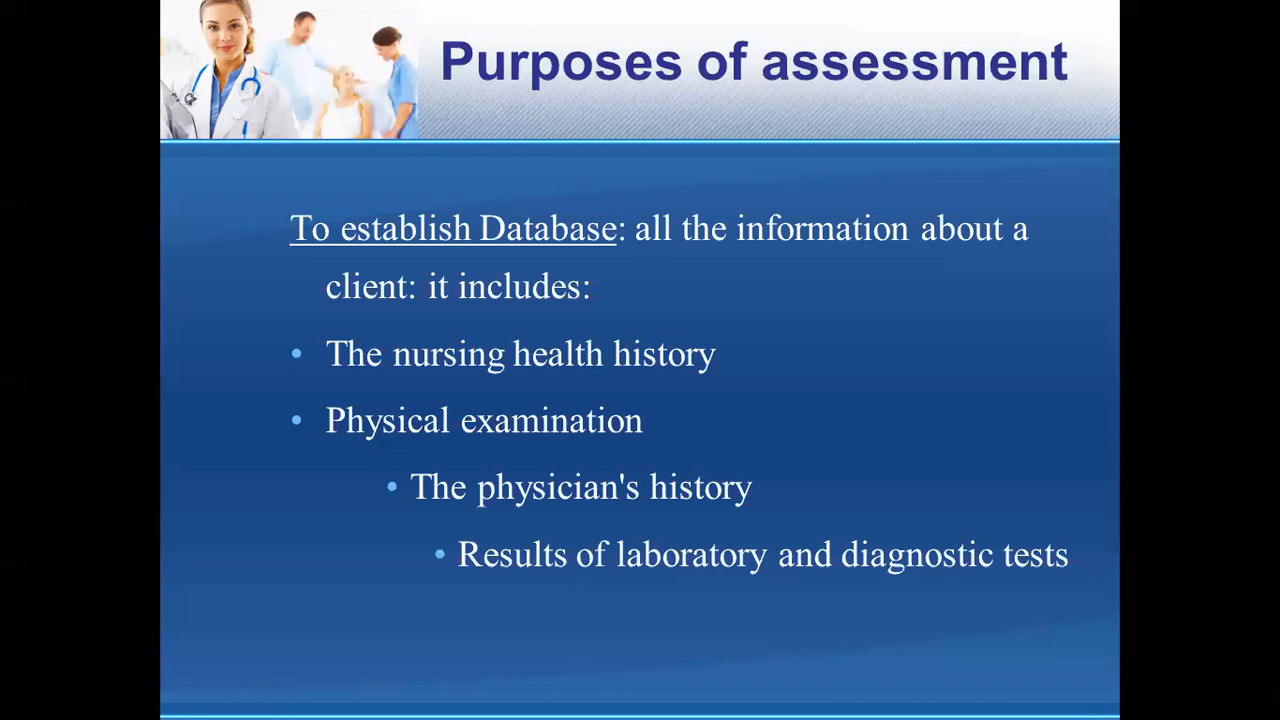 Purposes of assessment
To establish Database: all the information about a
client: it includes:
• The nursing health history
• Physical examination
• The physician's history
• Results of laboratory and diagnostic tests